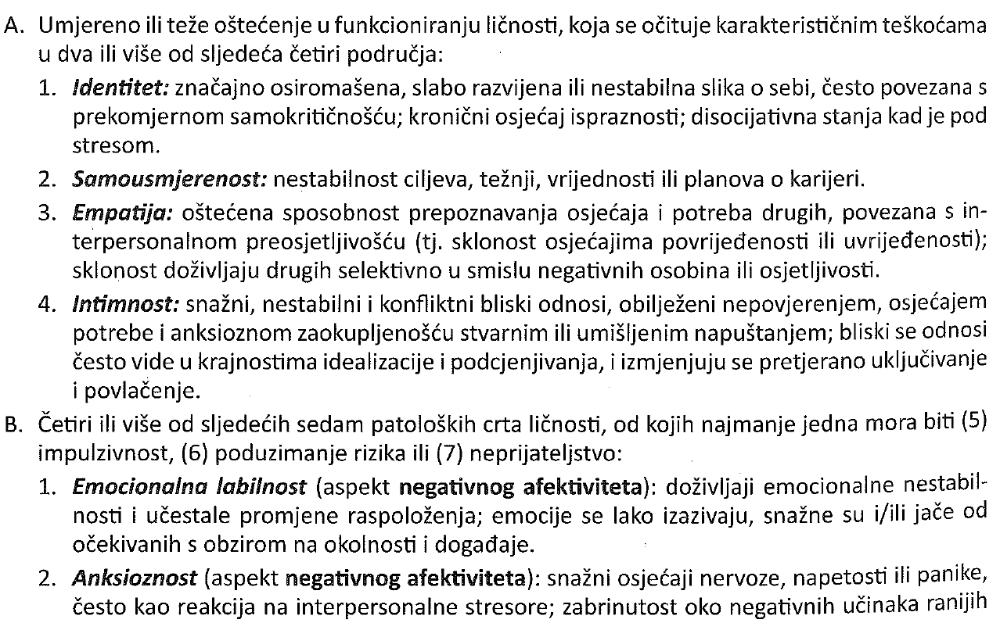 A. Umjereno ili teže oštećenje u funkcioniranju ličnosti, koja se očituje karakterističnim teškoćama
u dva ili više od sljedeća četiri područja:
1. Identitet: značajno osiromašena, slabo razvijena ili nestabilna slika o sebi, često povezana s
prekomjernom samokritičnošću; kronični osjećaj ispraznosti; disocijativna stanja kad je pod
stresom.
2. Samousmjerenost: nestabilnost ciljeva, težnji, vrijednosti ili planova o karijeri.
3. Empatija: oštećena sposobnost prepoznavanja osjećaja i potreba drugih, povezana s in-
terpersonalnom preosjetljivošću (tj. sklonost osjećajima povrijeđenosti ili uvrijeđenosti);
sklonost doživljaju drugih selektivno u smislu negativnih osobina ili osjetljivosti.
4. Intimnost: snažni, nestabilni i konfliktni bliski odnosi, obilježeni nepovjerenjem, osjećajem
potrebe i anksioznom zaokupljenošću stvarnim ili umišljenim napuštanjem; bliski se odnosi
često vide u krajnostima idealizacije i podcjenjivanja, i izmjenjuju se pretjerano uključivanje
i povlačenje.
B. Četiri ili više od sljedećih sedam patoloških crta ličnosti, od kojih najmanje jedna mora biti (5)
impulzivnost, (6) poduzimanje rizika ili (7) neprijateljstvo:
1. Emocionalna labilnost (aspekt negativnog afektiviteta): doživljaji emocionalne nestabil-
nosti i učestale promjene raspoloženja; emocije se lako izazivaju, snažne su i/ili jače od
očekivanih s obzirom na okolnosti i događaje.
2. Anksioznost (aspekt negativnog afektiviteta): snažni osjećaji nervoze, napetosti ili panike,
često kao reakcija na interpersonalne stresore; zabrinutost oko negativnih učinaka ranijih